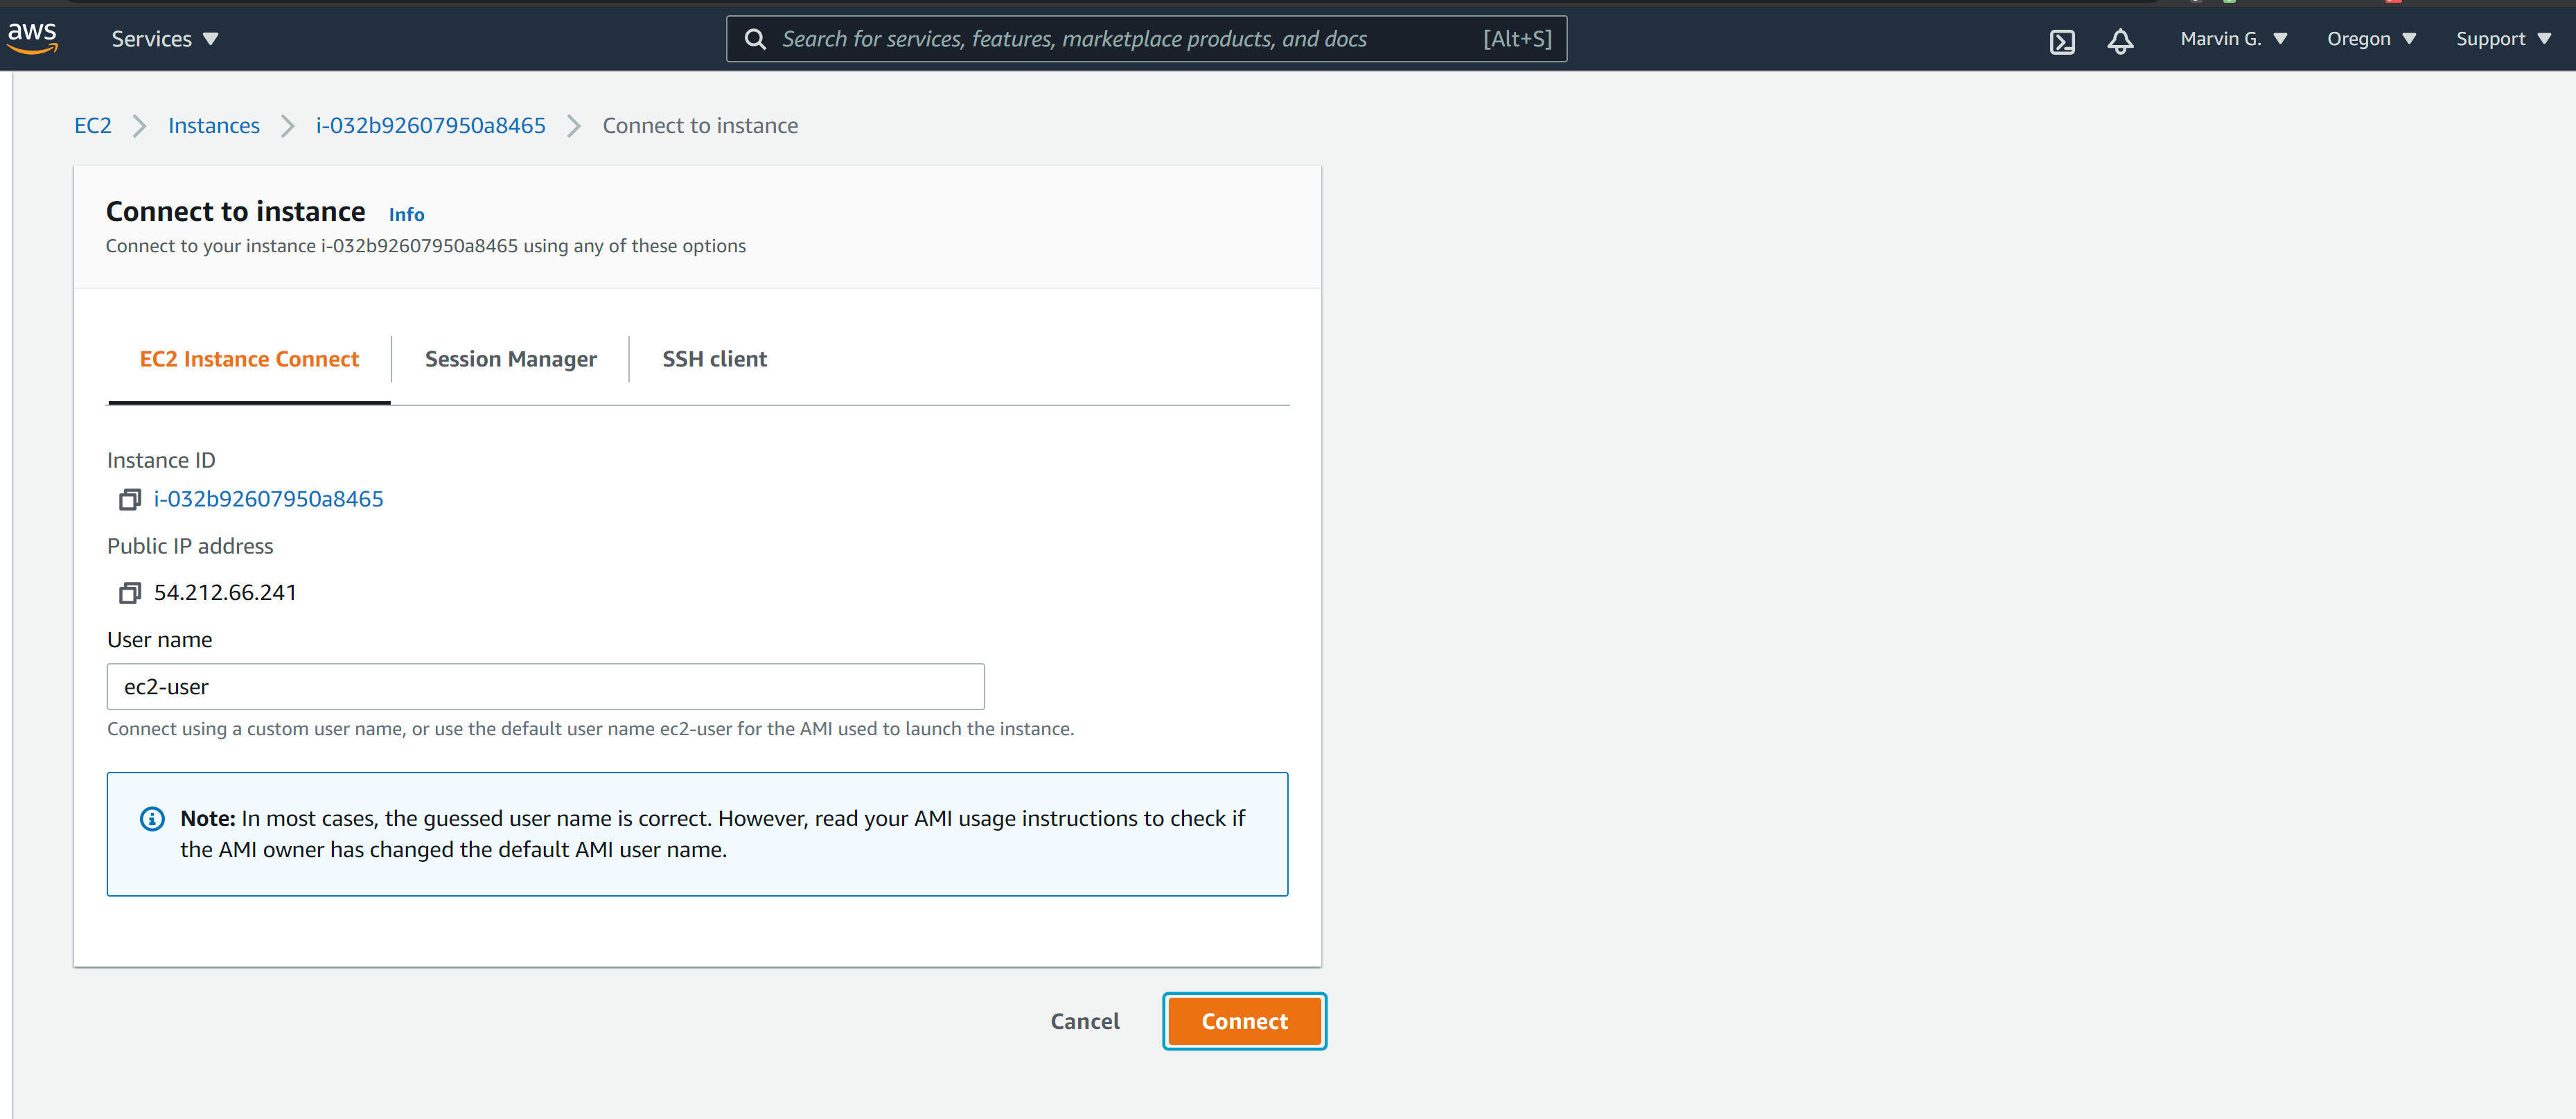 aws
Services
Search for services, features, marketplace products, and docs
[Alt+S]
Marvin G.
Oregon
Support
EC2
Instances
i-032b92607950a8465
Connect to instance
Connect to instance
Info
Connect to your instance i-032b92607950a8465 using any of these options
EC2 Instance Connect
Session Manager
SSH client
Instance ID
i-032b92607950a8465
Public IP address
54.212.66.241
User name
ec2-user
Connect using a custom user name, or use the default user name ec2-user for the AMI used to launch the instance.
Note: In most cases, the guessed user name is correct. However, read your AMI usage instructions to check if
the AMI owner has changed the default AMI user name.
Cancel
Connect